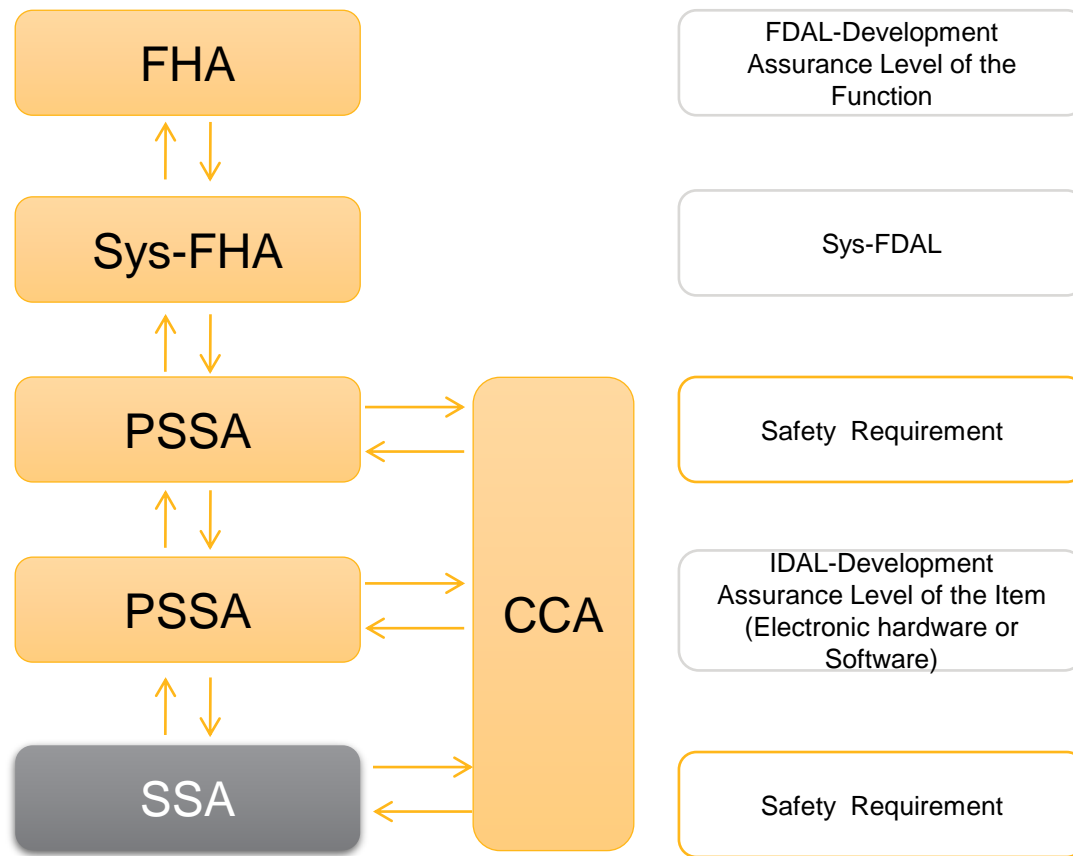 FHA
FDAL-Development
Assurance Level of the
Function
Sys-FHA
Sys-FDAL
PSSA
Safety Requirement
PSSA
CCA
IDAL-Development
Assurance Level of the Item
(Electronic hardware or
Software)
SSA
Safety Requirement